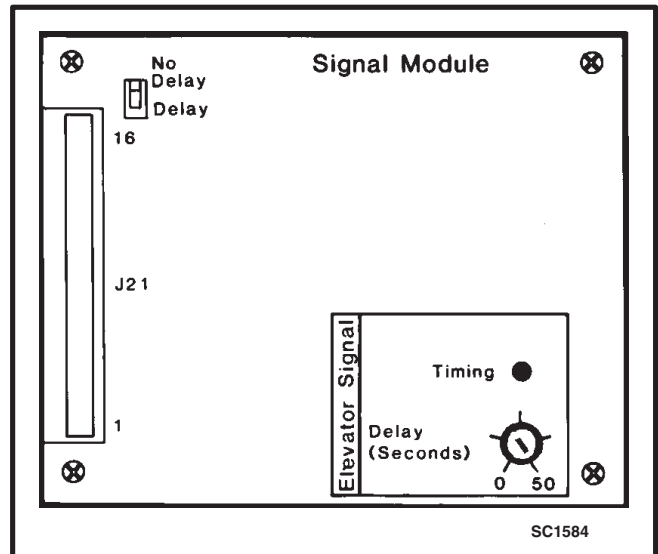 No
Delay
Delay
Signal Module
16
J21
1
Elevator Signal
Timing
Delay
(Seconds)
0 50
SC1584